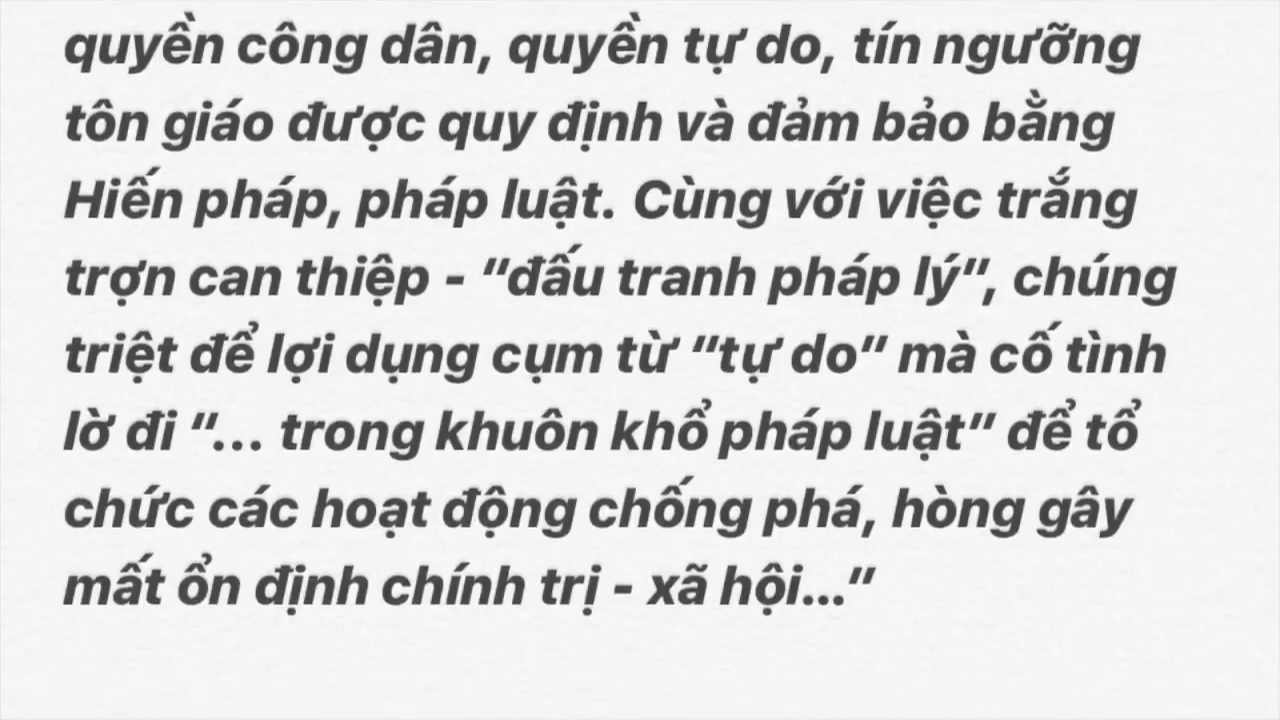 quyền công dân, quyền tự do, tín ngưỡng
tôn giáo được quy định và đảm bảo bằng
Hiến pháp, pháp luật. Cùng với việc trắng
trợn can thiệp - “đấu tranh pháp lý”, chúng
triệt để lợi dụng cụm từ “tự do” mà cố tình
lờ đi “... trong khuôn khổ pháp luật” để tổ
chức các hoạt động chống phá, hòng gây
mất ổn định chính trị - xã hội...”